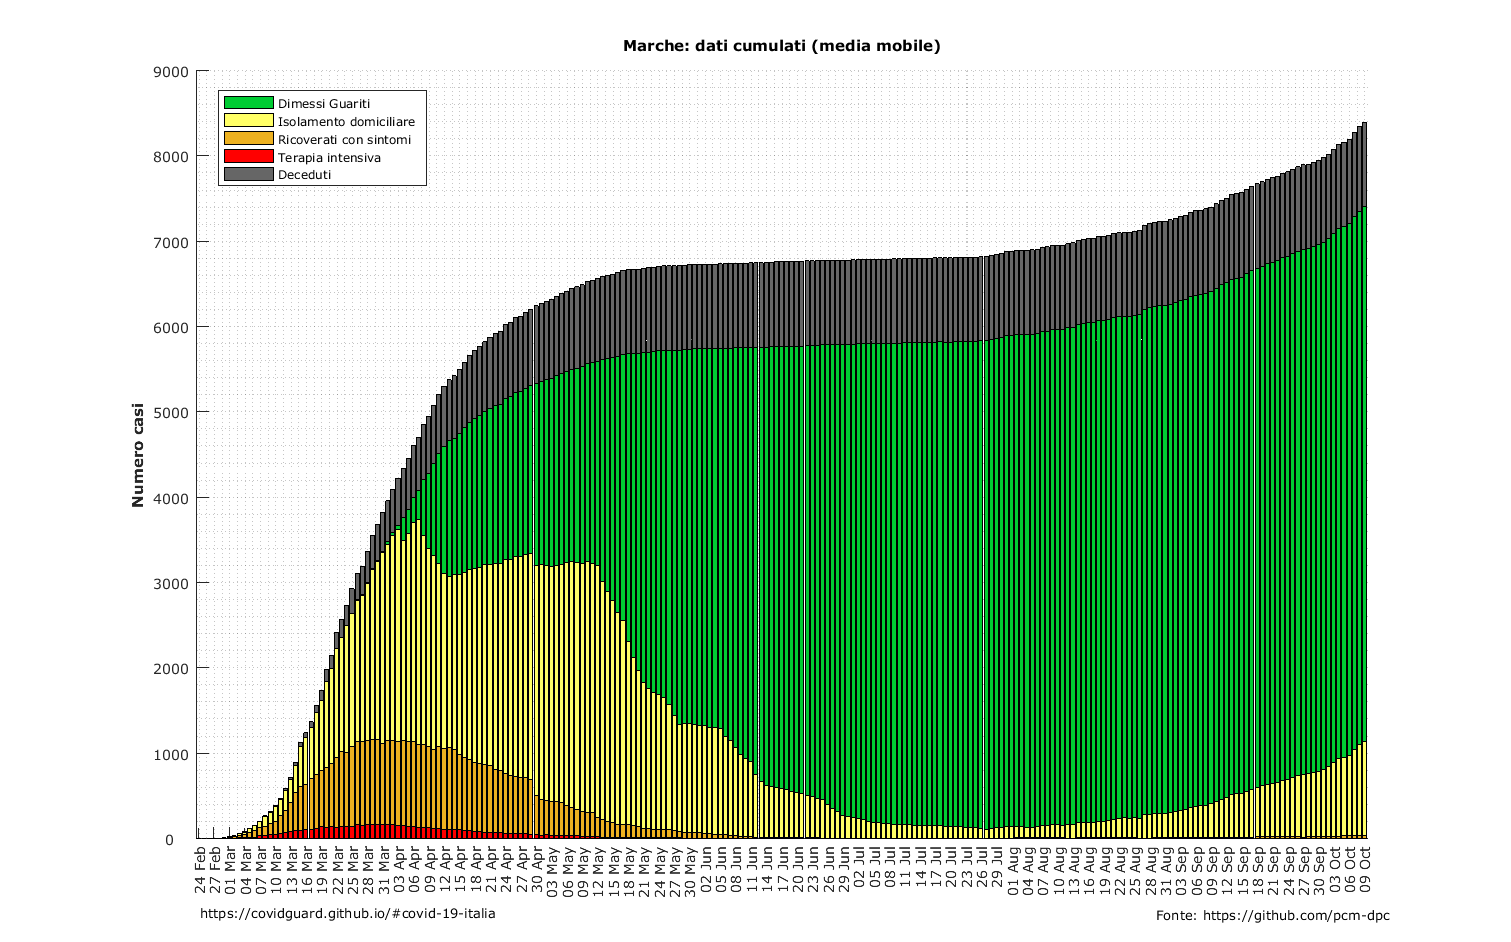 Marche: dati cumulati (media mobile)
9000
8000
7000
6000
5000
4000
3000
2000
1000
0
Numero casi
Dimessi Guariti
Isolamento domiciliare
Ricoverati con sintomi
Terapia intensiva
Deceduti
24 Feb
27 Feb
01 Mar
04 Mar
07 Mar
10 Mar
13 Mar
16 Mar
19 Mar
22 Mar
25 Mar
28 Mar
31 Mar
03 Apr
06 Apr
09 Apr
12 Apr
15 Apr
18 Apr
21 Apr
24 Apr
27 Apr
30 Apr
03 May
06 May
09 May
12 May
15 May
18 May
21 May
24 May
27 May
30 May
02 Jun
05 Jun
08 Jun
11 Jun
14 Jun
17 Jun
20 Jun
23 Jun
26 Jun
29 Jun
02 Jul
05 Jul
08 Jul
11 Jul
14 Jul
17 Jul
20 Jul
23 Jul
26 Jul
29 Jul
01 Aug
04 Aug
07 Aug
10 Aug
13 Aug
16 Aug
19 Aug
22 Aug
25 Aug
28 Aug
31 Aug
03 Sep
06 Sep
09 Sep
12 Sep
15 Sep
18 Sep
21 Sep
24 Sep
27 Sep
30 Sep
03 Oct
06 Oct
09 Oct
https://covidguard.github.io/#covid-19-italia
Fonte: https://github.com/pcm-dpc